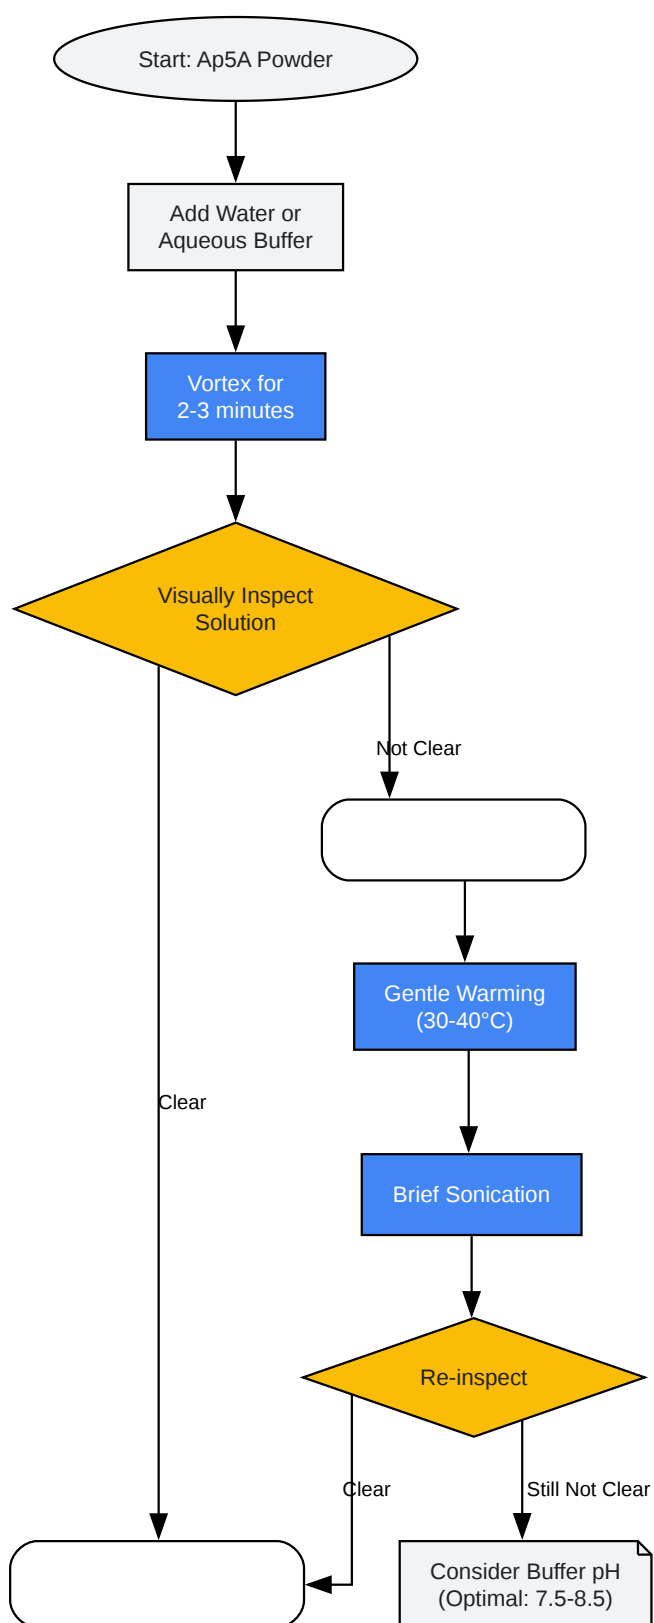 Start: Ap5A Powder
Add Water or
Aqueous Buffer
Vortex for
2-3 minutes
Visually Inspect
Solution
Not Clear
Gentle Warming
(30-40°C)
Clear
Brief Sonication
Re-inspect
Clear
Still Not Clear
Consider Buffer pH
(Optimal: 7.5-8.5)